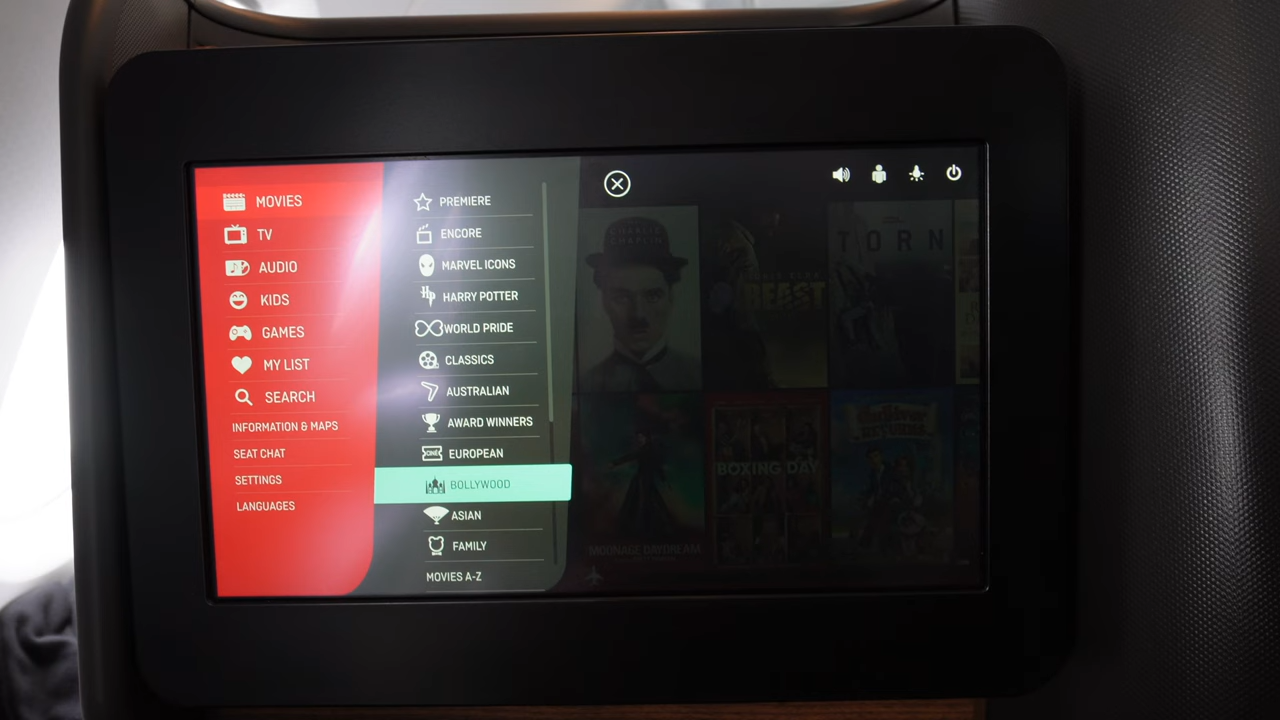 MOVIES
TV
AUDIO
KIDS
GAMES
MY LIST
SEARCH
INFORMATION & MAPS
SEAT CHAT
SETTINGS
LANGUAGES
PREMIERE
ENCORE
MARVEL ICONS
HARRY POTTER
WORLD PRIDE
CLASSICS
AUSTRALIAN
AWARD WINNERS
CINÉ
EUROPEAN
BOLLYWOOD
ASIAN
FAMILY
MOVIES A-Z
CHARLIE
CHAPLIN
BEAST
TORN
MOONAGE DAYDREAM
BOXING DAY
RETURNS